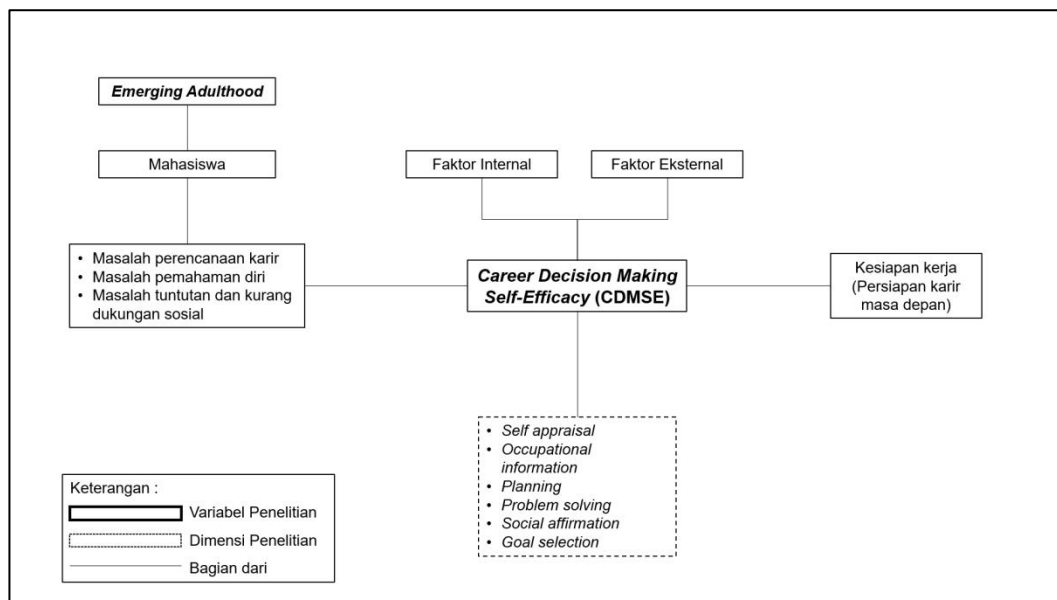 Emerging Adulthood
Mahasiswa
Faktor Internal
Faktor Eksternal
• Masalah perencanaan karir
• Masalah pemahaman diri
• Masalah tuntutan dan kurang
dukungan sosial
Career Decision Making
Self-Efficacy (CDMSE)
Kesiapan kerja
(Persiapan karir
masa depan)
• Self appraisal
• Occupational
information
• Planning
• Problem solving
• Social affirmation
• Goal selection
Keterangan :
Variabel Penelitian
Dimensi Penelitian
Bagian dari